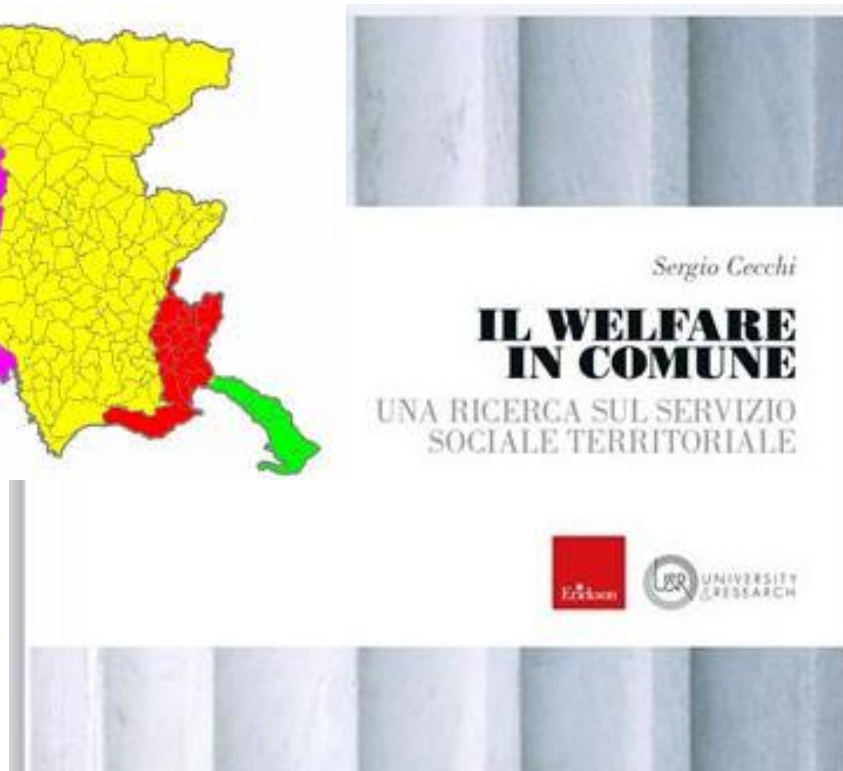 Sergio Cecchi
IL WELFARE
IN COMUNE
UNA RICERCA SUL SERVIZIO
SOCIALE TERRITORIALE
Erickson
U&R UNIVERSITY
&RESEARCH